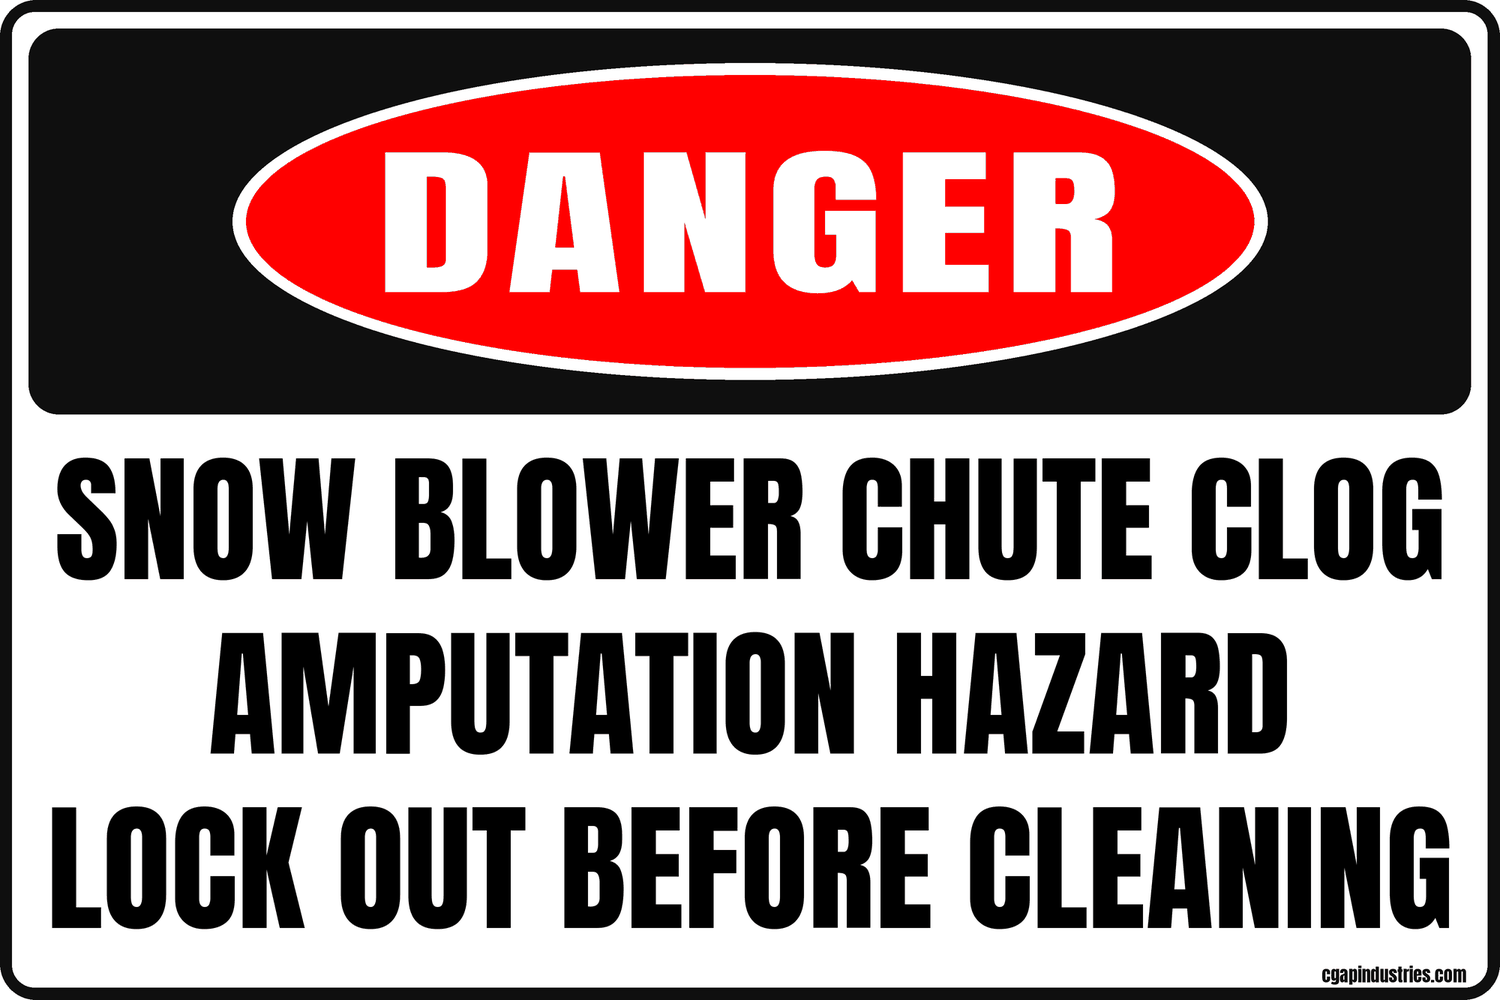 DANGER
SNOW BLOWER CHUTE CLOG
AMPUTATION HAZARD
LOCK OUT BEFORE CLEANING
cgapindustries.com